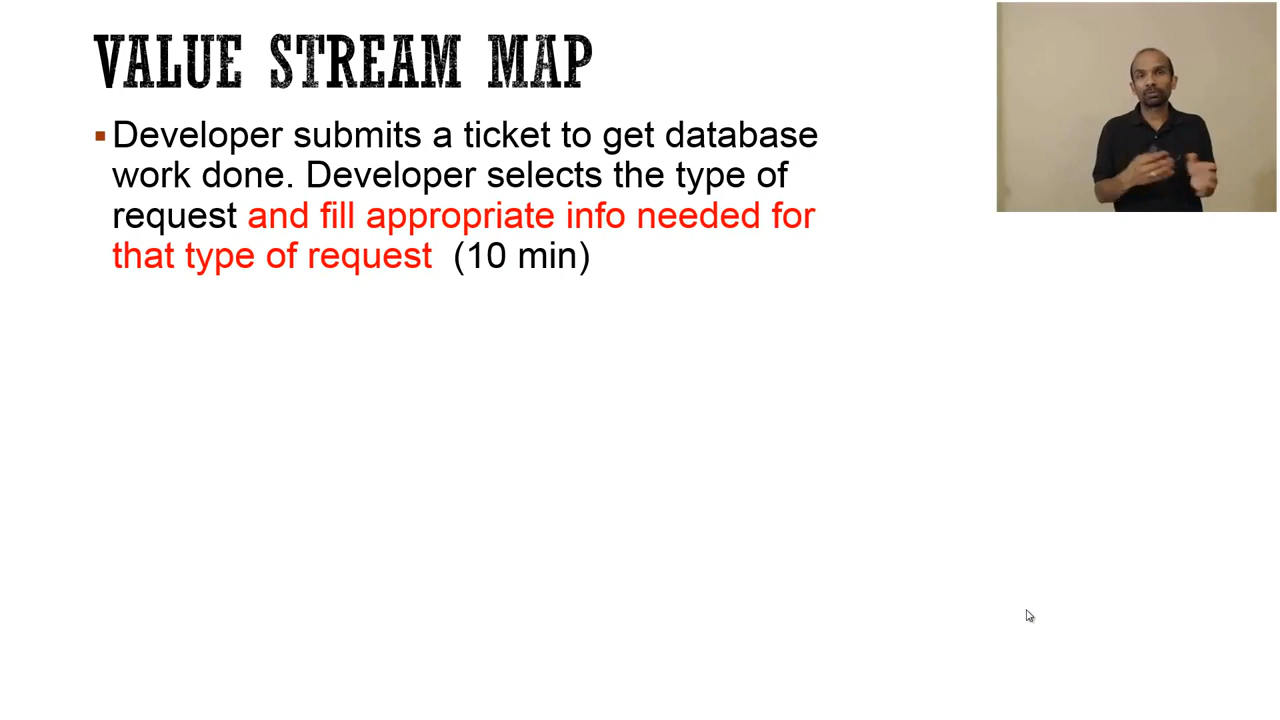 VALUE STREAM MAP
Developer submits a ticket to get database
work done. Developer selects the type of
request and fill appropriate info needed for
that type of request (10 min)